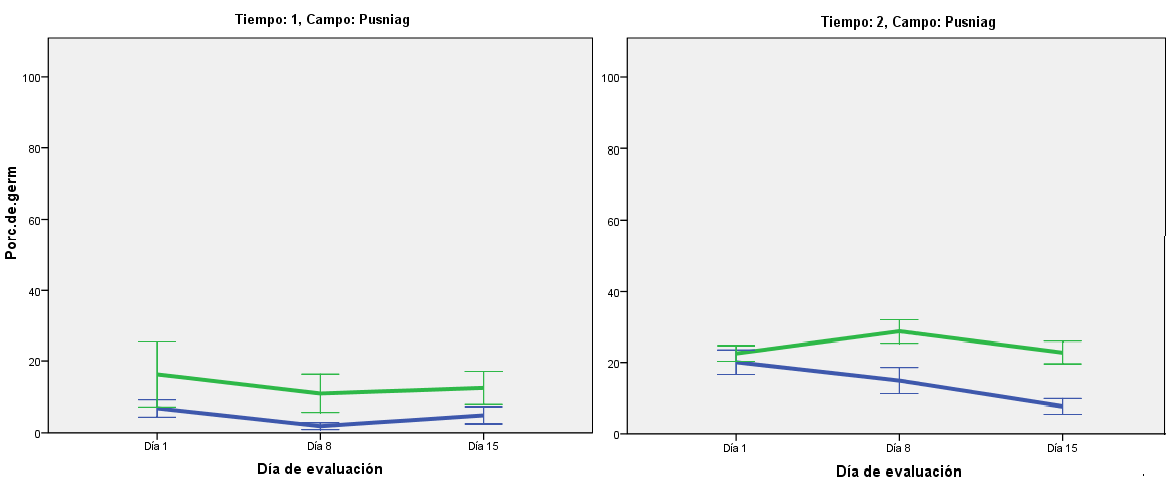 Tiempo: 1, Campo: Pusniag
Porc.de.germ
100
80
60
40
20
0
Día 1
Día 8
Día 15
Día de evaluación
Tiempo: 2, Campo: Pusniag
100
80
60
40
20
0
Día 1
Día 8
Día 15
Día de evaluación